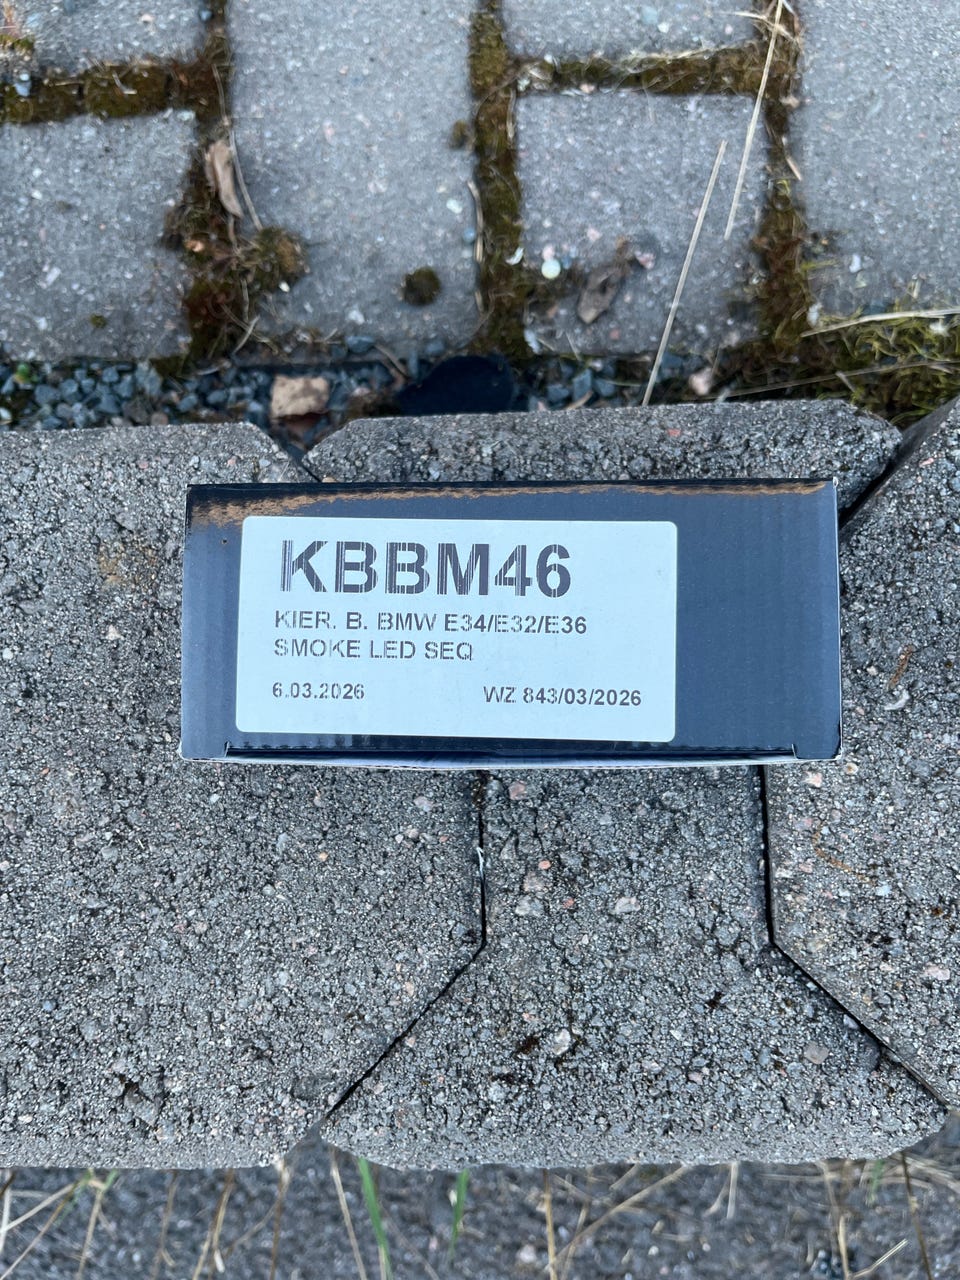 KBBM46
KIER. B. BMW E34/E32/E36
SMOKE LED SEQ
6.03.2026 WZ 843/03/2026